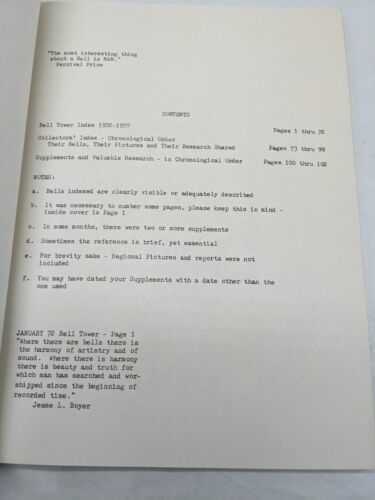 "The most interesting thing
about a Bell is MAN."
Percival Price
CONTENTS
Bell Tower Index 1972-1977 Pages 1 thru 72
Collectors' Index - Chronological Order
Their Bells, Their Pictures and Their Research Shared Pages 73 thru 99
Supplements and Valuable Research - in Chronological Order Pages 100 thru 102
NOTES:
a. Bells indexed are clearly visible or adequately described
b. It was necessary to number some pages, please keep this in mind -
inside cover is Page 1
c. In some months, there were two or more supplements
d. Sometimes the reference is brief, yet essential
e. For brevity sake - Regional Pictures and reports were not
included
f. You may have dated your Supplements with a date other than the
one used
JANUARY 72 Bell Tower - Page 1
"Where there are bells there is
the harmony of artistry and of
sound. Where there is harmony
there is beauty and truth for
which man has searched and wor-
shipped since the beginning of
recorded time."
Jesse L. Boyer